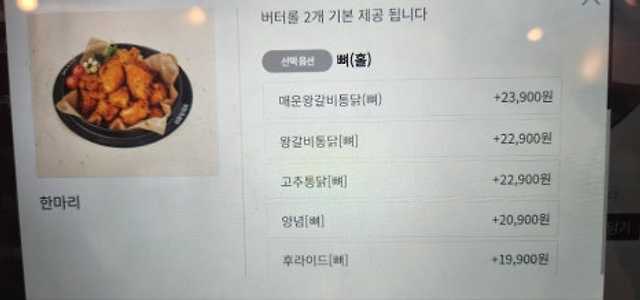 버터롤 2개 기본 제공 됩니다
선택 옵션 뼈(홀)
매운왕갈비통닭(뼈) +23,900원
왕갈비통닭[뼈] +22,900원
고추통닭[뼈] +22,900원
한마리
양념[뼈] +20,900원
후라이드[뼈] +19,900원